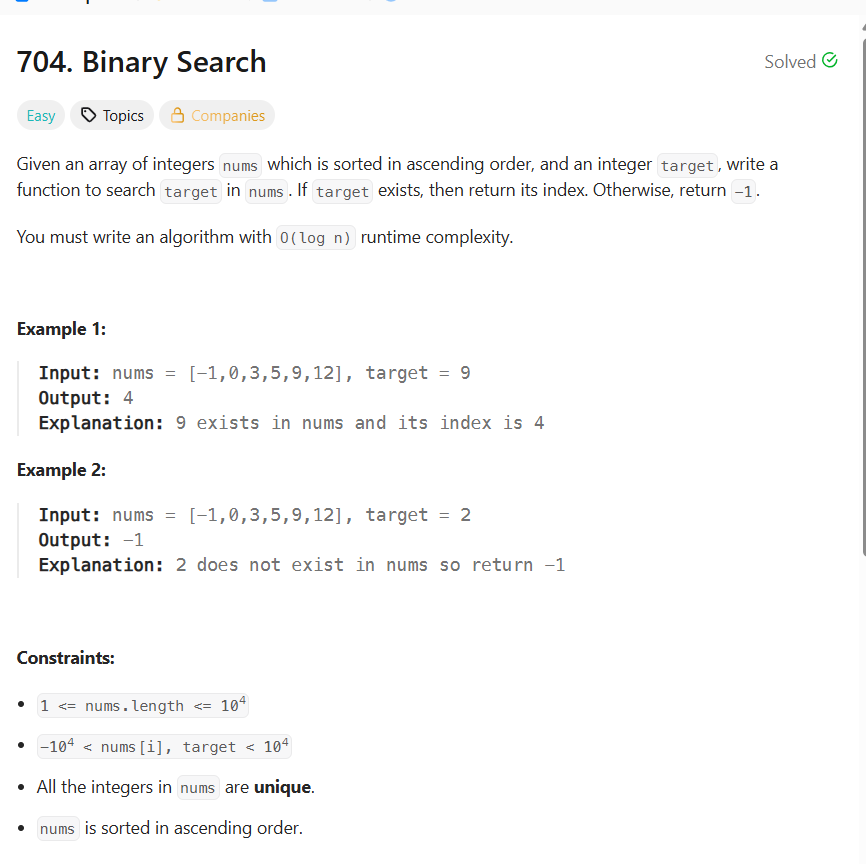 704. Binary Search
Solved
Easy
Topics
Companies
Given an array of integers nums which is sorted in ascending order, and an integer target, write a
function to search target in nums. If target exists, then return its index. Otherwise, return -1.
You must write an algorithm with O(log n) runtime complexity.
Example 1:
Input: nums = [-1,0,3,5,9,12], target = 9
Output: 4
Explanation: 9 exists in nums and its index is 4
Example 2:
Input: nums = [-1,0,3,5,9,12], target = 2
Output: -1
Explanation: 2 does not exist in nums so return -1
Constraints:
• 1 <= nums.length <= 10⁴
• -10⁴ < nums[i], target < 10⁴
• All the integers in nums are unique.
• nums is sorted in ascending order.